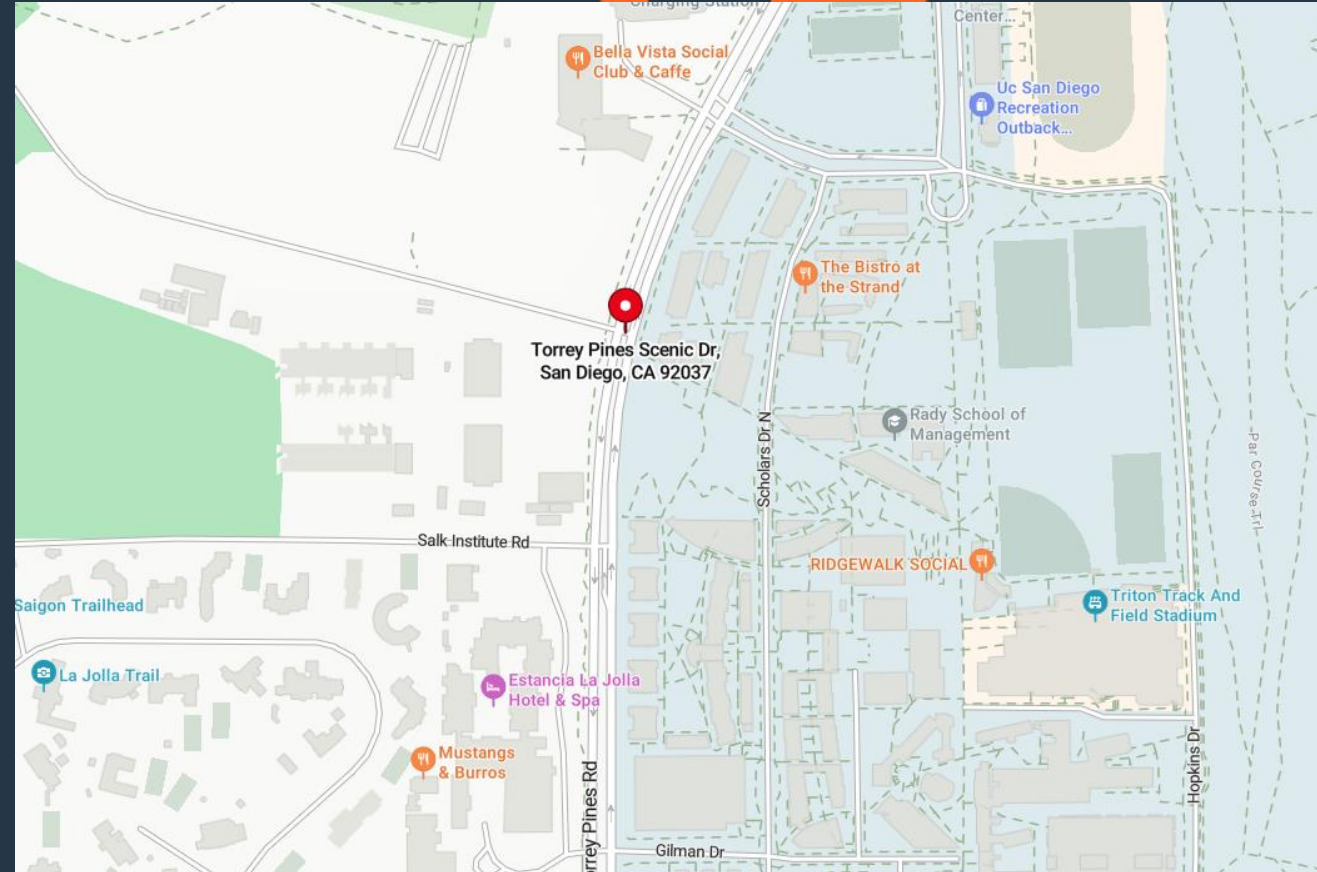 Charging Station
Center...
Bella Vista Social
Club & Caffe
Uc San Diego
Recreation
Outback...
The Bistro at
the Strand
Torrey Pines Scenic Dr,
San Diego, CA 92037
Rady School of
Management
Scholars Dr N
Par Course Trl
Salk Institute Rd
RIDGEWALK SOCIAL
Triton Track And
Field Stadium
Saigon Trailhead
La Jolla Trail
Estancia La Jolla
Hotel & Spa
Mustangs
& Burros
Hopkins Dr
Pines Rd
Gilman Dr